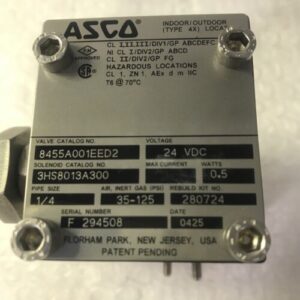 ASCO
INDOOR/OUTDOOR
(TYPE 4X) LOCA
CL I,II,III/DIV1/GP ABCDEFG
NI CL I/DIV2/GP ABCD
CL II/DIV2/GP FG
HAZARDOUS LOCATIONS
CL 1, ZN 1, AEx d m IIC
T6 @ 70°C
FM
APPROVED
VALVE CATALOG NO.
VOLTAGE
8455A001EED2
24 VDC
SOLENOID CATALOG NO.
MAX CURRENT
WATTS
3HS8013A300
0.5
PIPE SIZE
AIR, INERT GAS (PSI)
REBUILD KIT NO.
1/4
35-125
280724
SERIAL NUMBER
DATE
F 294508
0425
FLORHAM PARK, NEW JERSEY, USA
PATENT PENDING